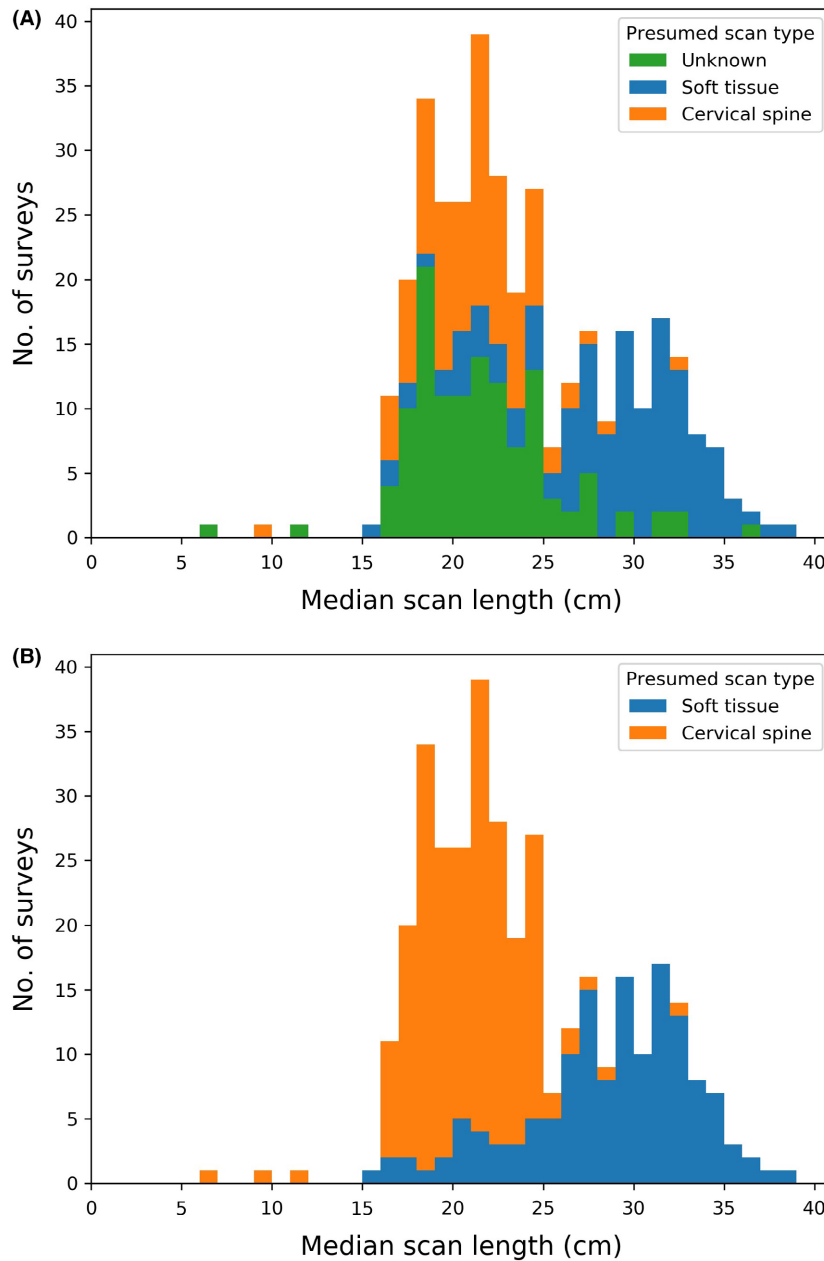 (A)
Presumed scan type
Unknown
Soft tissue
Cervical spine
No. of surveys
40
35
30
25
20
15
10
5
0
0 5 10 15 20 25 30 35 40
Median scan length (cm)
(B)
Presumed scan type
Soft tissue
Cervical spine
No. of surveys
40
35
30
25
20
15
10
5
0
0 5 10 15 20 25 30 35 40
Median scan length (cm)